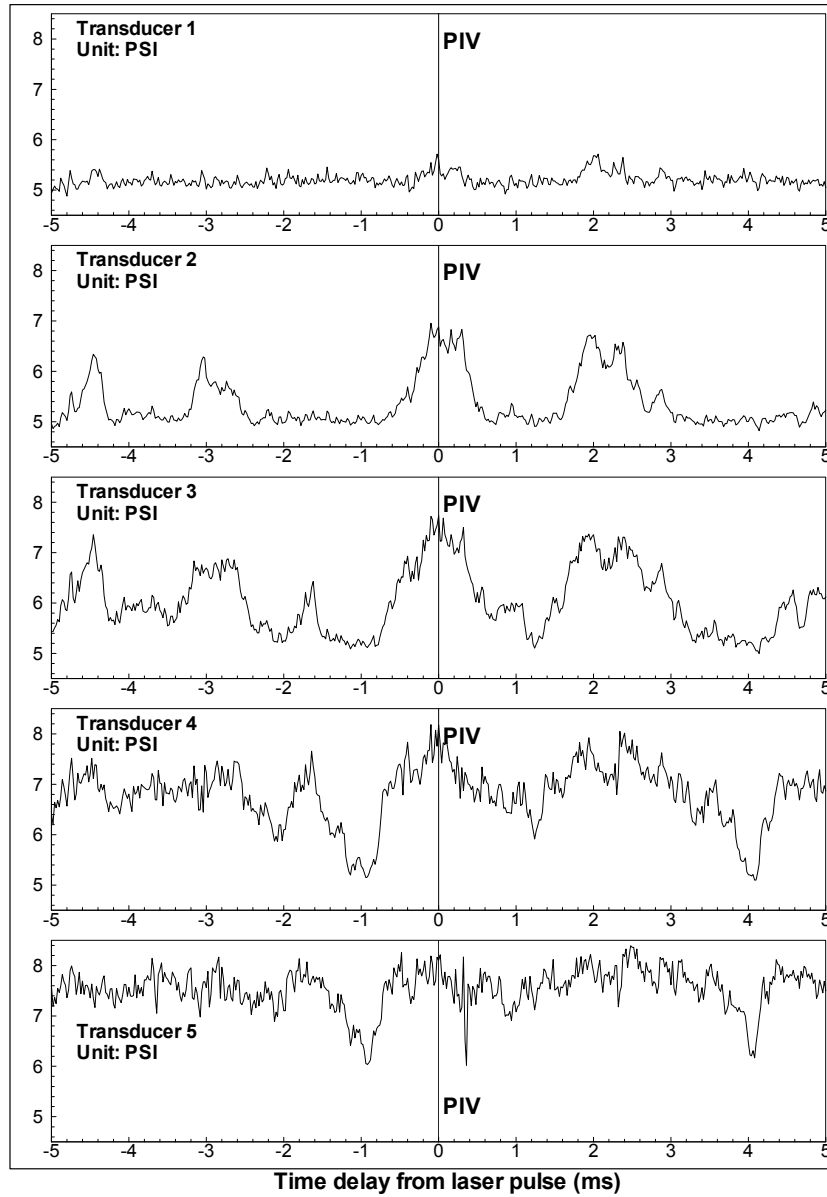 Transducer 1
Unit: PSI
PIV
8
7
6
5
-5 -4 -3 -2 -1 0 1 2 3 4 5
Transducer 2
Unit: PSI
PIV
8
7
6
5
-5 -4 -3 -2 -1 0 1 2 3 4 5
Transducer 3
Unit: PSI
PIV
8
7
6
5
-5 -4 -3 -2 -1 0 1 2 3 4 5
Transducer 4
Unit: PSI
PIV
8
7
6
5
-5 -4 -3 -2 -1 0 1 2 3 4 5
8
7
Transducer 5
Unit: PSI
6
PIV
5
-5 -4 -3 -2 -1 0 1 2 3 4 5
Time delay from laser pulse (ms)